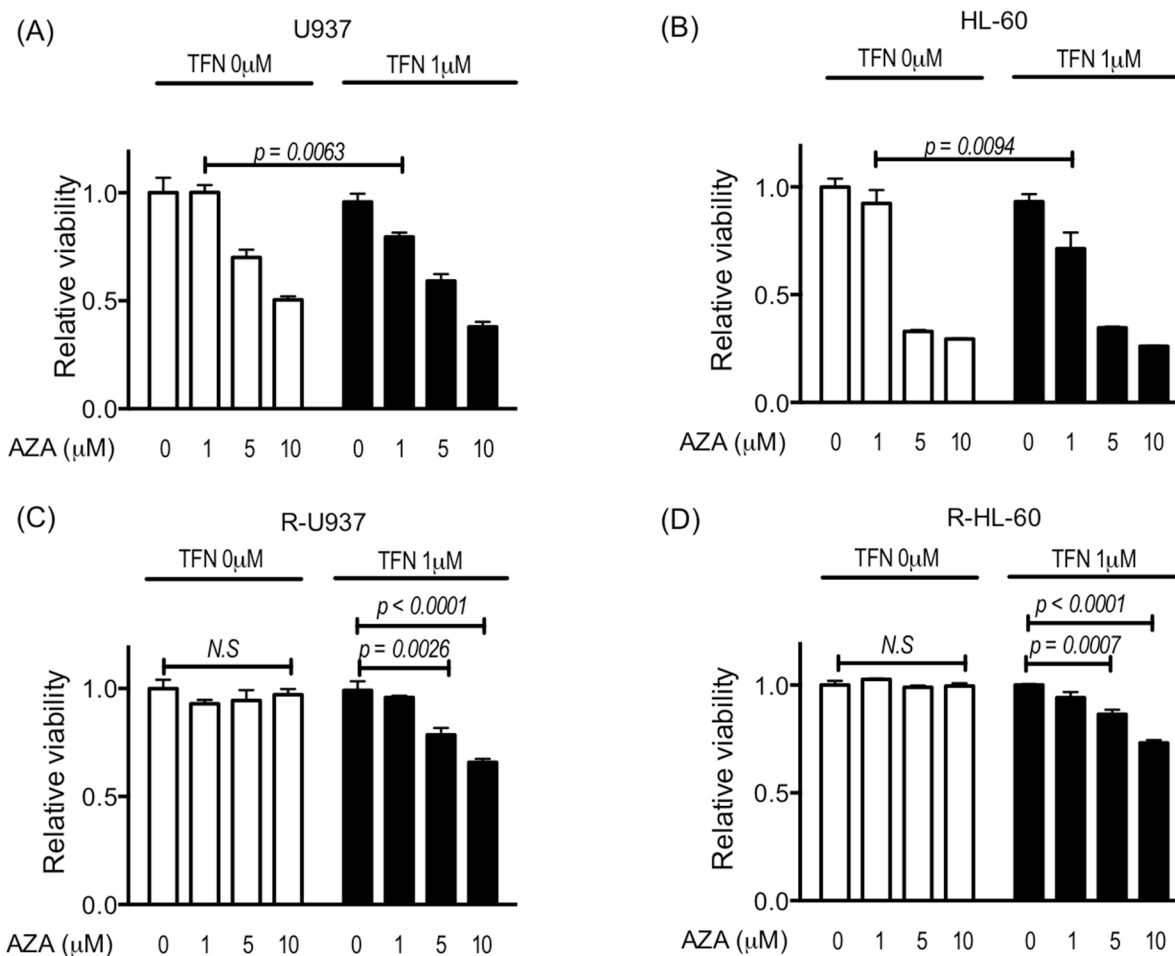 (A)
U937
TFN 0μM
TFN 1μM
p = 0.0063
Relative viability
1.0
0.5
0.0
AZA (μM) 0 1 5 10 0 1 5 10
(B)
HL-60
TFN 0μM
TFN 1μM
p = 0.0094
Relative viability
1.0
0.5
0.0
AZA (μM) 0 1 5 10 0 1 5 10
(C)
R-U937
TFN 0μM
TFN 1μM
p < 0.0001
N.S
p = 0.0026
Relative viability
1.0
0.5
0.0
AZA (μM) 0 1 5 10 0 1 5 10
(D)
R-HL-60
TFN 0μM
TFN 1μM
p < 0.0001
N.S
p = 0.0007
Relative viability
1.0
0.5
0.0
AZA (μM) 0 1 5 10 0 1 5 10